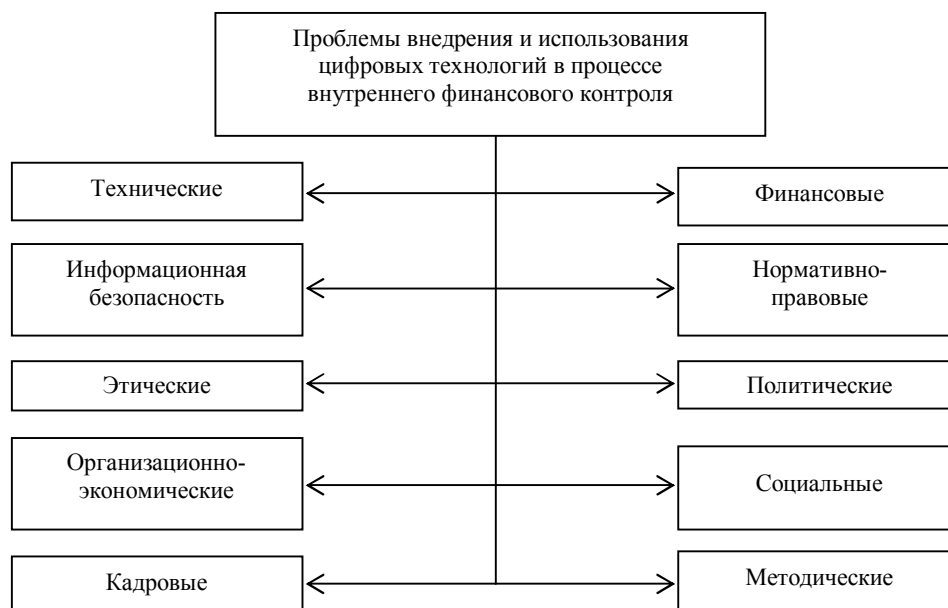 Проблемы внедрения и использования
цифровых технологий в процессе
внутреннего финансового контроля
Технические
Финансовые
Информационная
безопасность
Нормативно-
правовые
Этические
Политические
Организационно-
экономические
Социальные
Кадровые
Методические